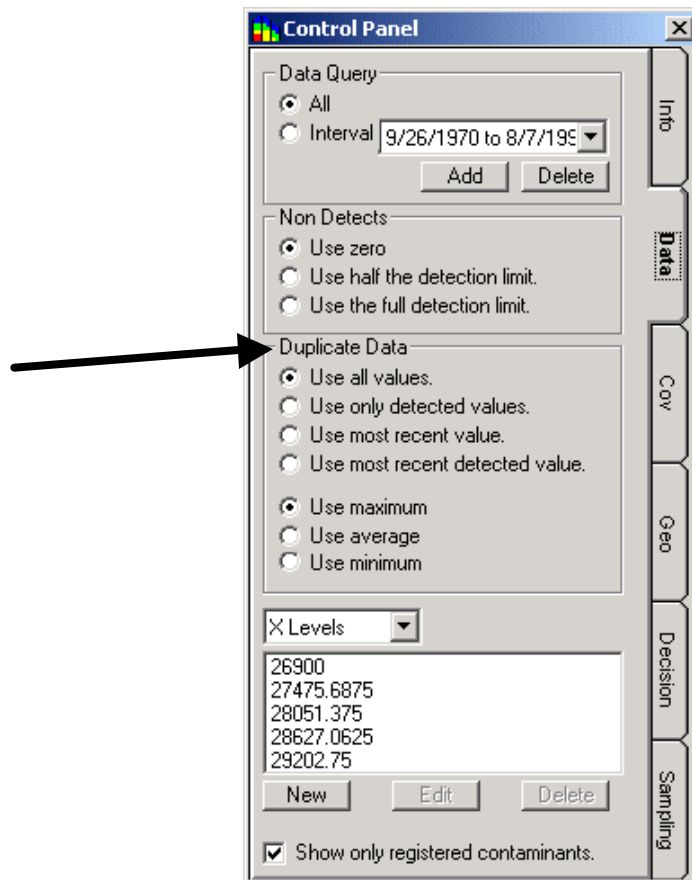 Control Panel
Data Query
All
Interval 9/26/1970 to 8/7/199
Add Delete
Non Detects
Use zero
Use half the detection limit.
Use the full detection limit.
Duplicate Data
Use all values.
Use only detected values.
Use most recent value.
Use most recent detected value.
Use maximum
Use average
Use minimum
X Levels
26900
27475.6875
28051.375
28627.0625
29202.75
New Edit Delete
Show only registered contaminants.
Info
Data
Cov
Geo
Decision
Sampling